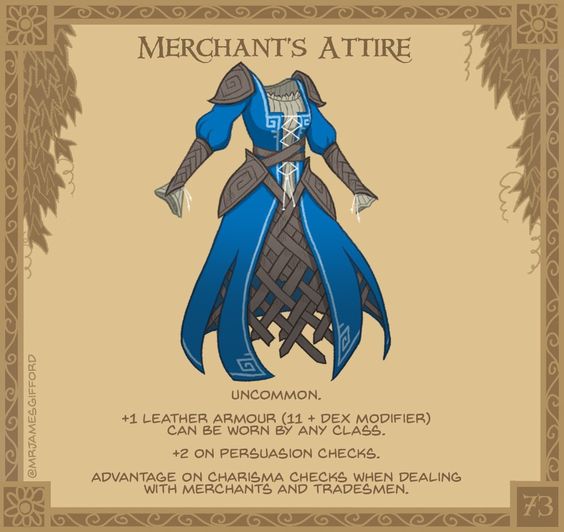 Merchant's Attire
UNCOMMON.
+1 LEATHER ARMOUR (11 + DEX MODIFIER)
CAN BE WORN BY ANY CLASS.
+2 ON PERSUASION CHECKS.
ADVANTAGE ON CHARISMA CHECKS WHEN DEALING
WITH MERCHANTS AND TRADESMEN.
@MRJAMESGIFFORD
73